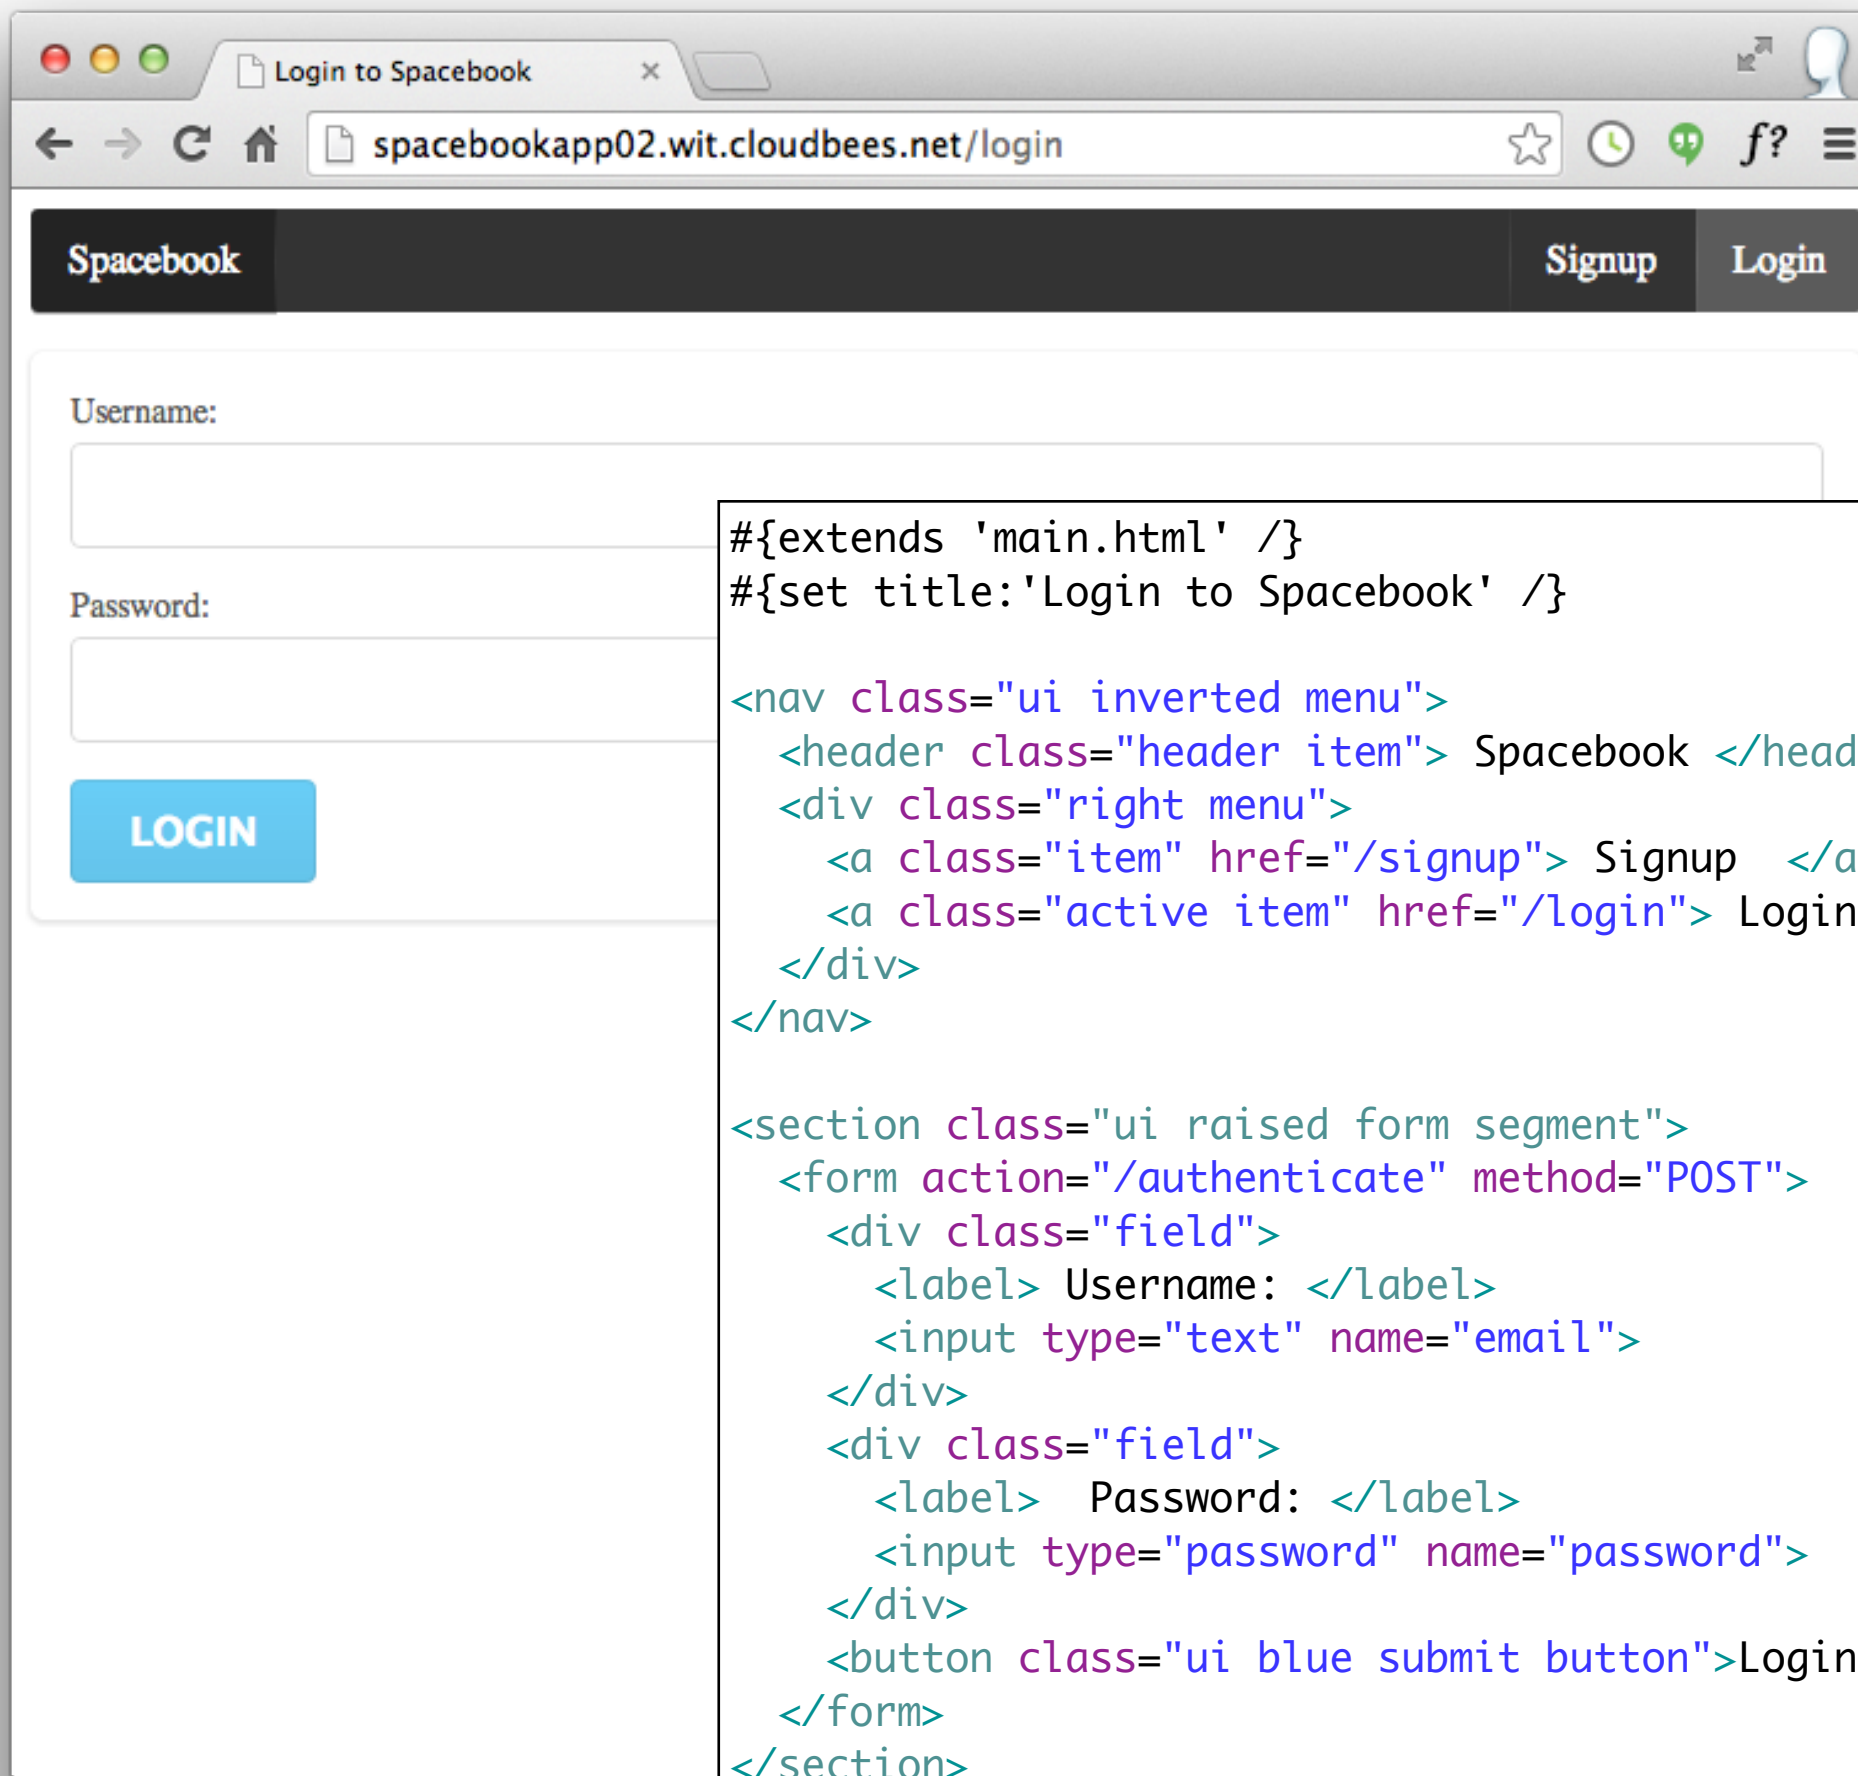 Login to Spacebook
spacebookapp02.wit.cloudbees.net/login
f?
Spacebook Signup Login
Username:
Password:
LOGIN
#{extends 'main.html' /}
#{set title:'Login to Spacebook' /}
<nav class="ui inverted menu">
  <header class="header item"> Spacebook </head
  <div class="right menu">
    <a class="item" href="/signup"> Signup  </a
    <a class="active item" href="/login"> Login
  </div>
</nav>
<section class="ui raised form segment">
  <form action="/authenticate" method="POST">
    <div class="field">
      <label> Username: </label>
      <input type="text" name="email">
    </div>
    <div class="field">
      <label>  Password: </label>
      <input type="password" name="password">
    </div>
    <button class="ui blue submit button">Login
  </form>
</section>